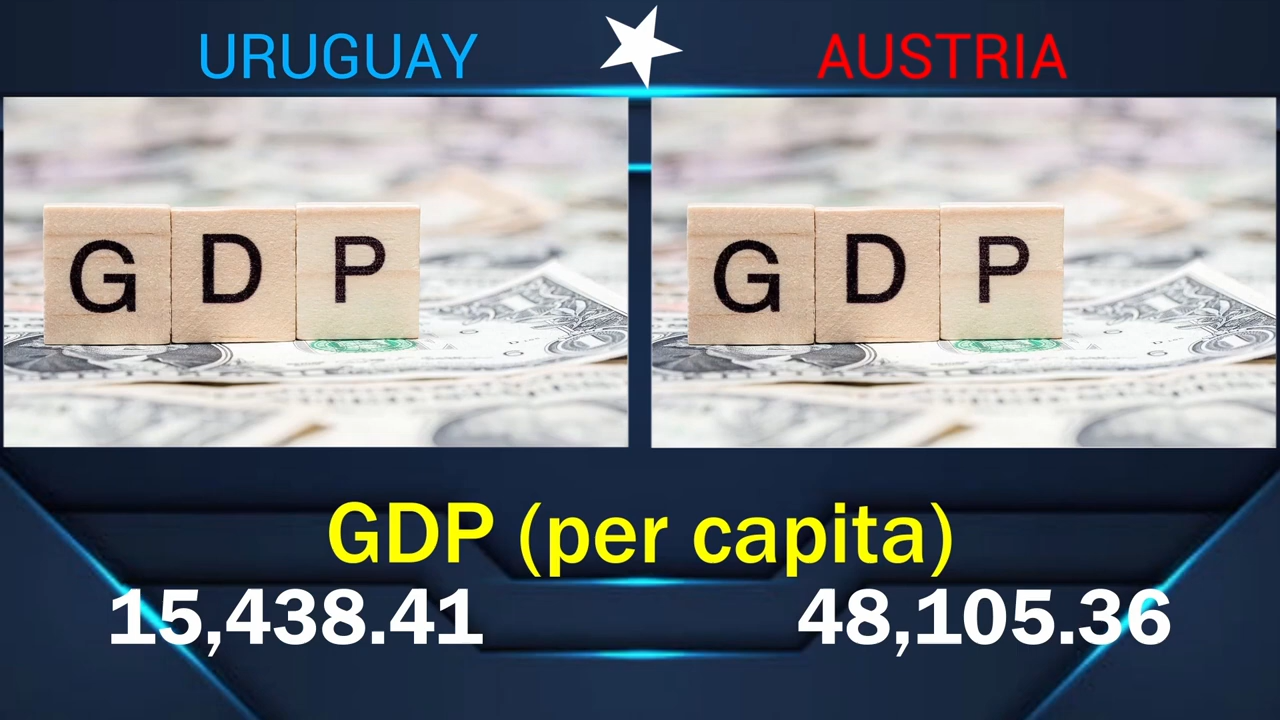 URUGUAY
AUSTRIA
G D P
G D P
GDP (per capita)
15,438.41
48,105.36